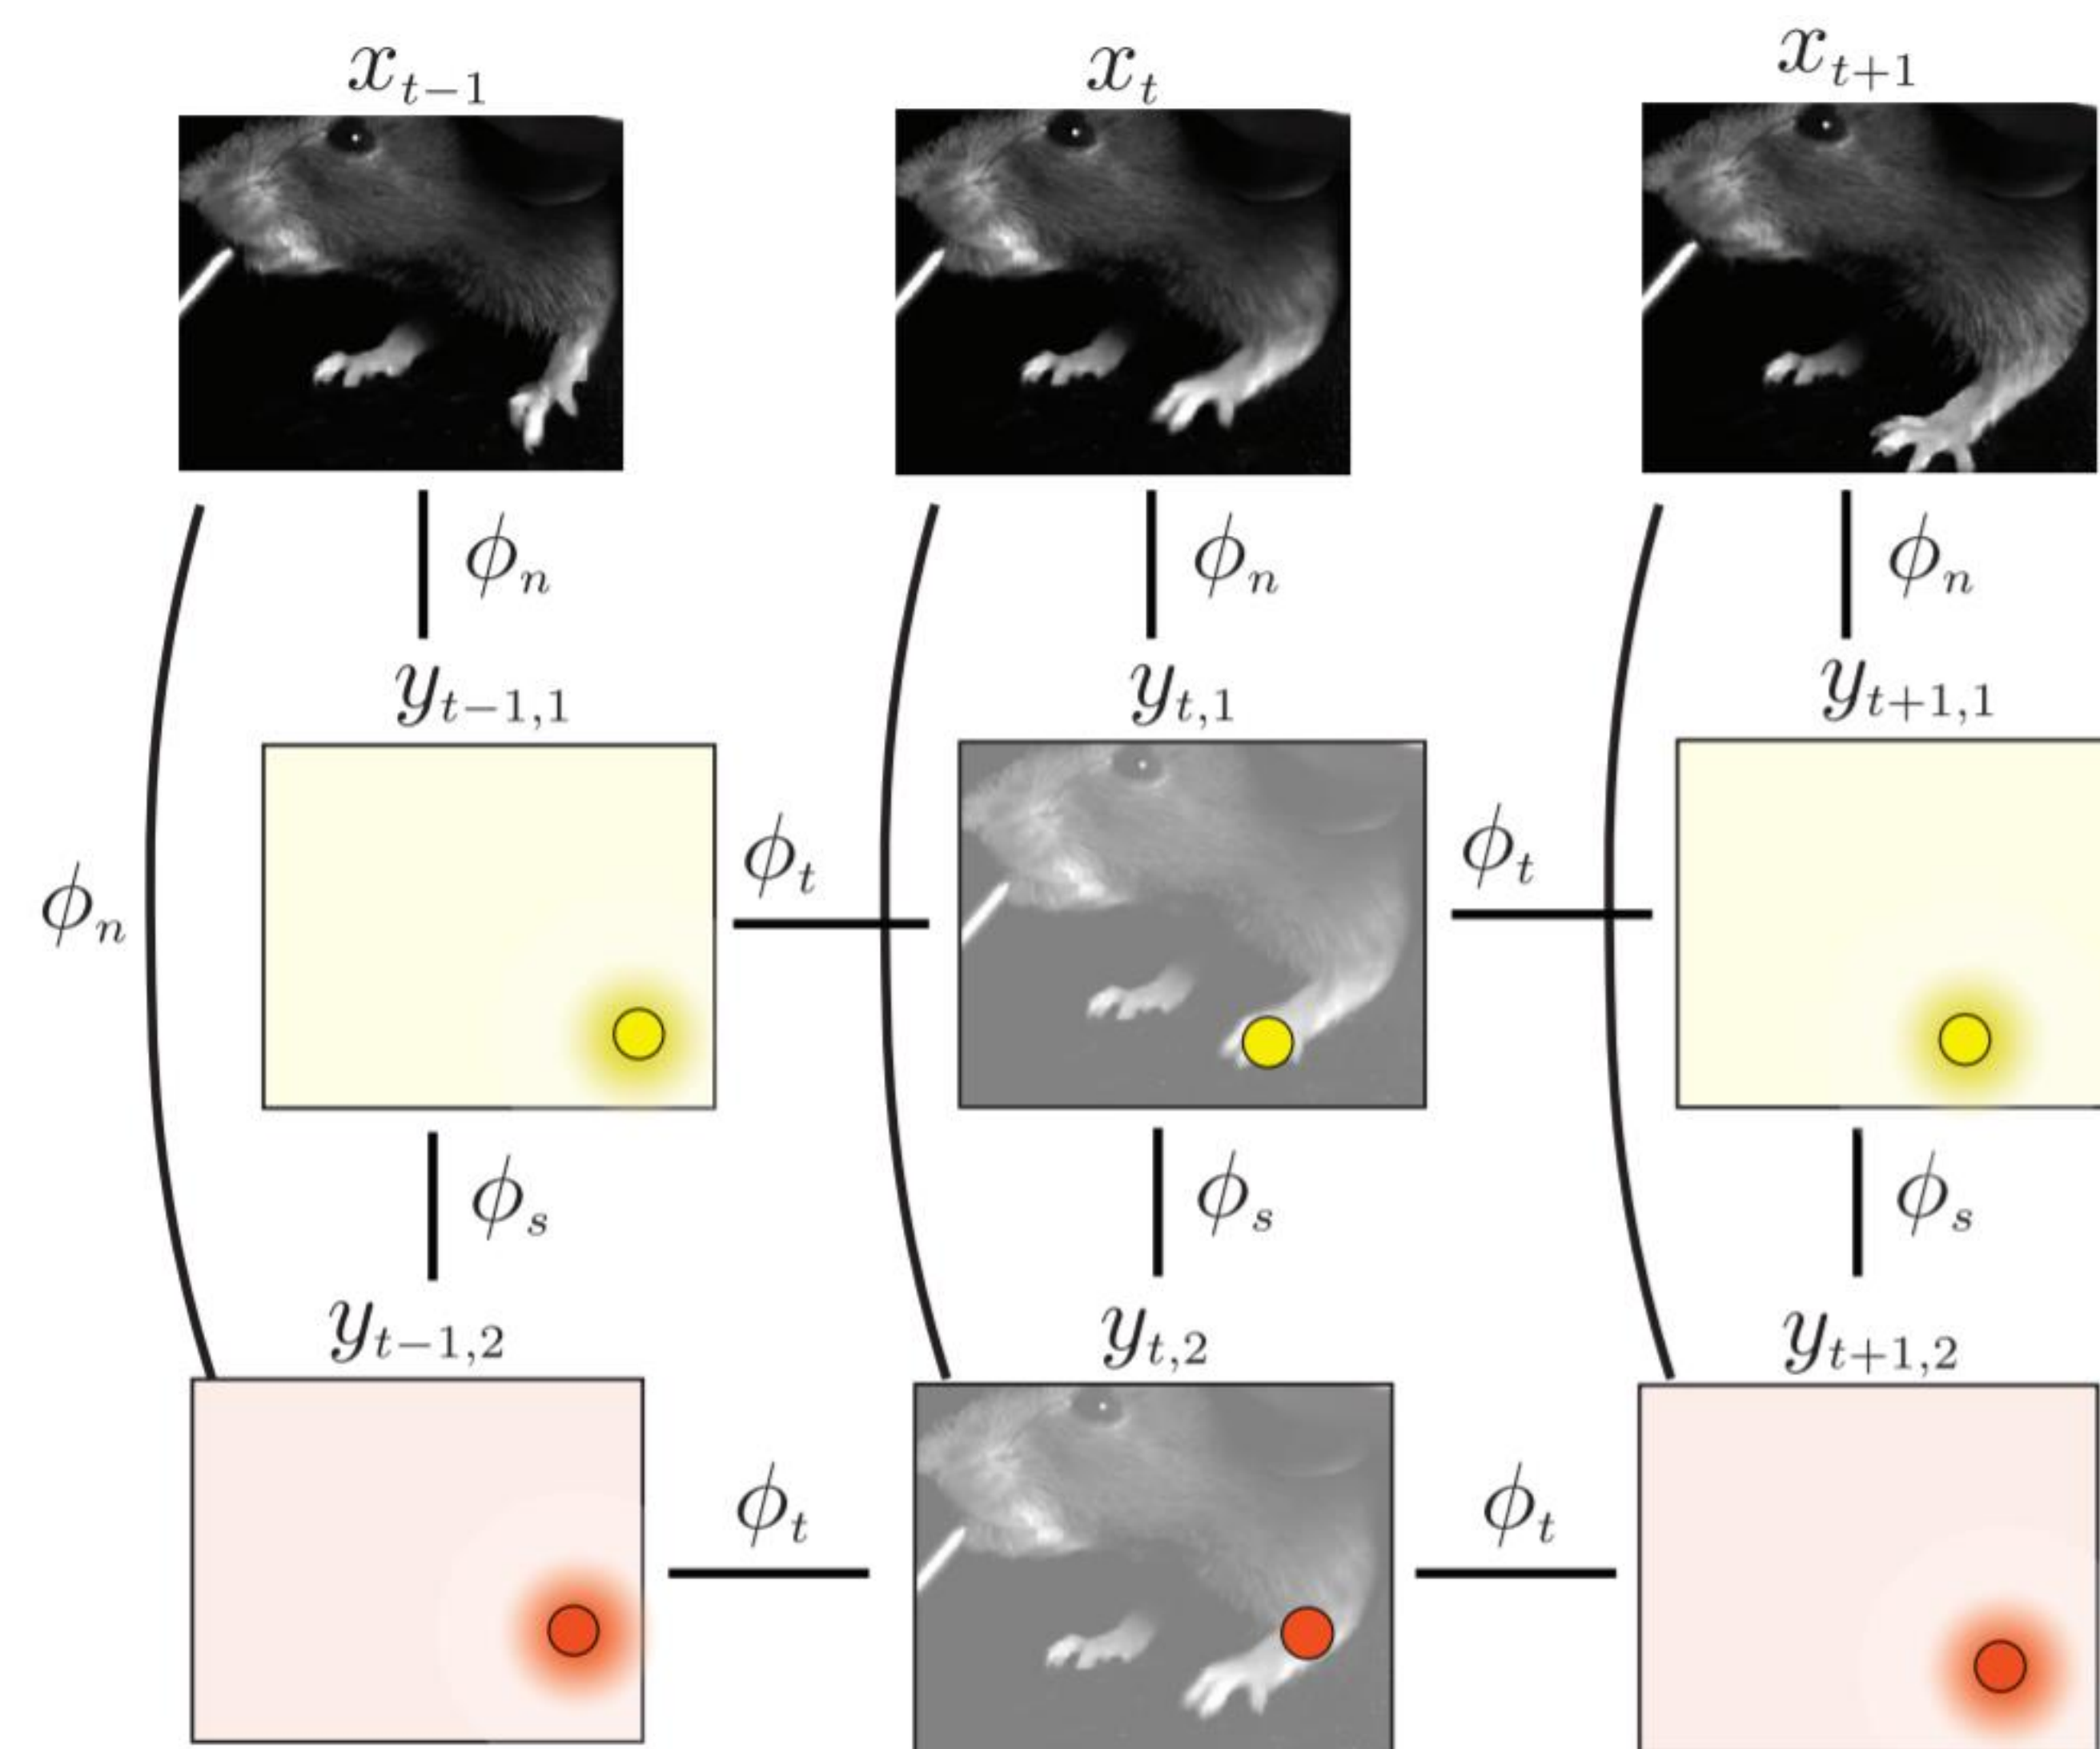 x_{t−1} x_t x_{t+1}
ϕ_n ϕ_n ϕ_n
y_{t−1,1} y_{t,1} y_{t+1,1}
ϕ_n ϕ_t ϕ_t
ϕ_s ϕ_s ϕ_s
y_{t−1,2} y_{t,2} y_{t+1,2}
ϕ_t ϕ_t